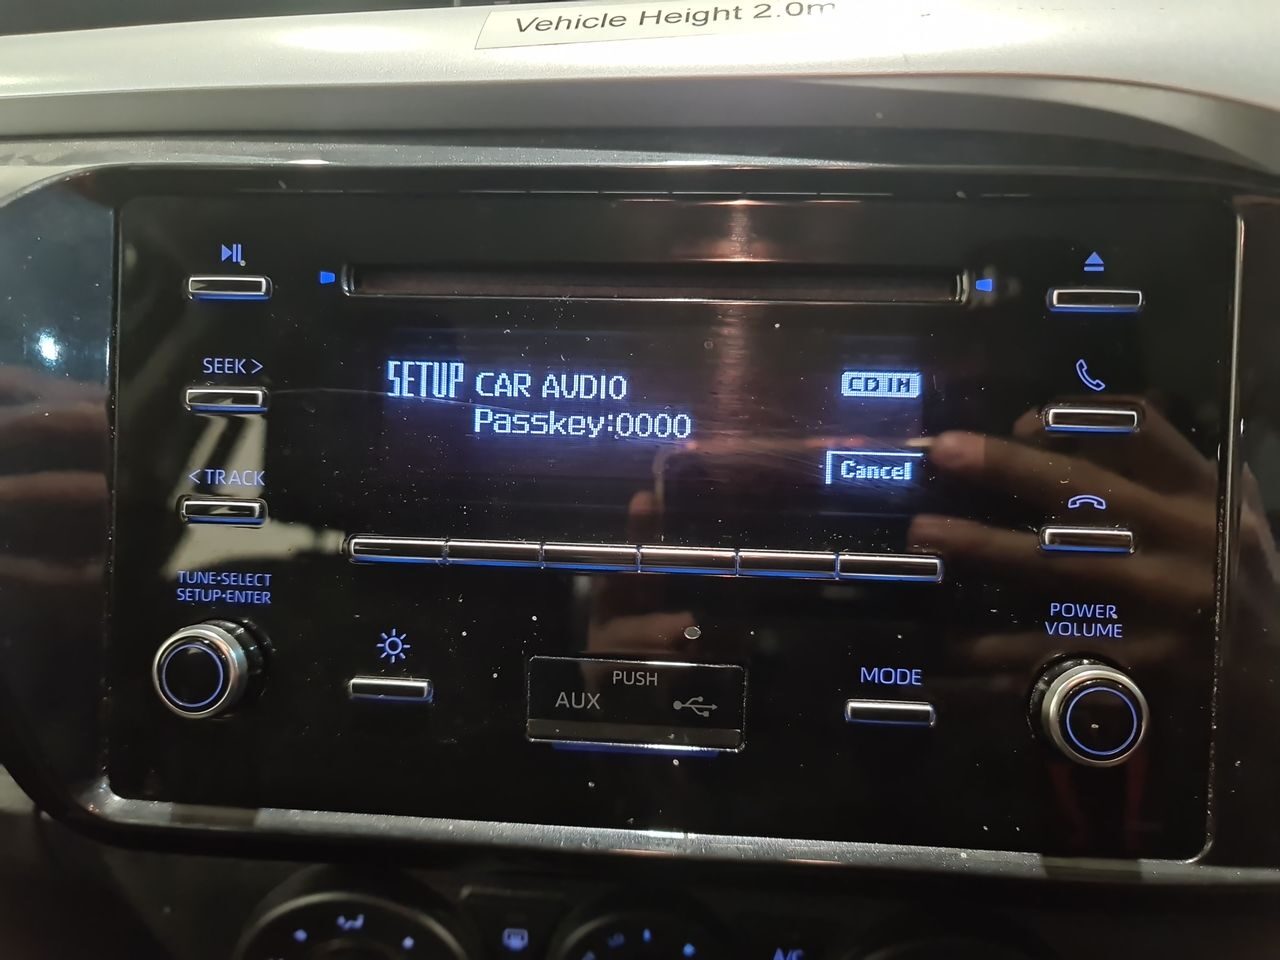 Vehicle Height 2.0m
SEEK >
SETUP CAR AUDIO
CD IN
Passkey:0000
Cancel
< TRACK
TUNE·SELECT
SETUP·ENTER
POWER
VOLUME
PUSH
AUX
MODE
A/C